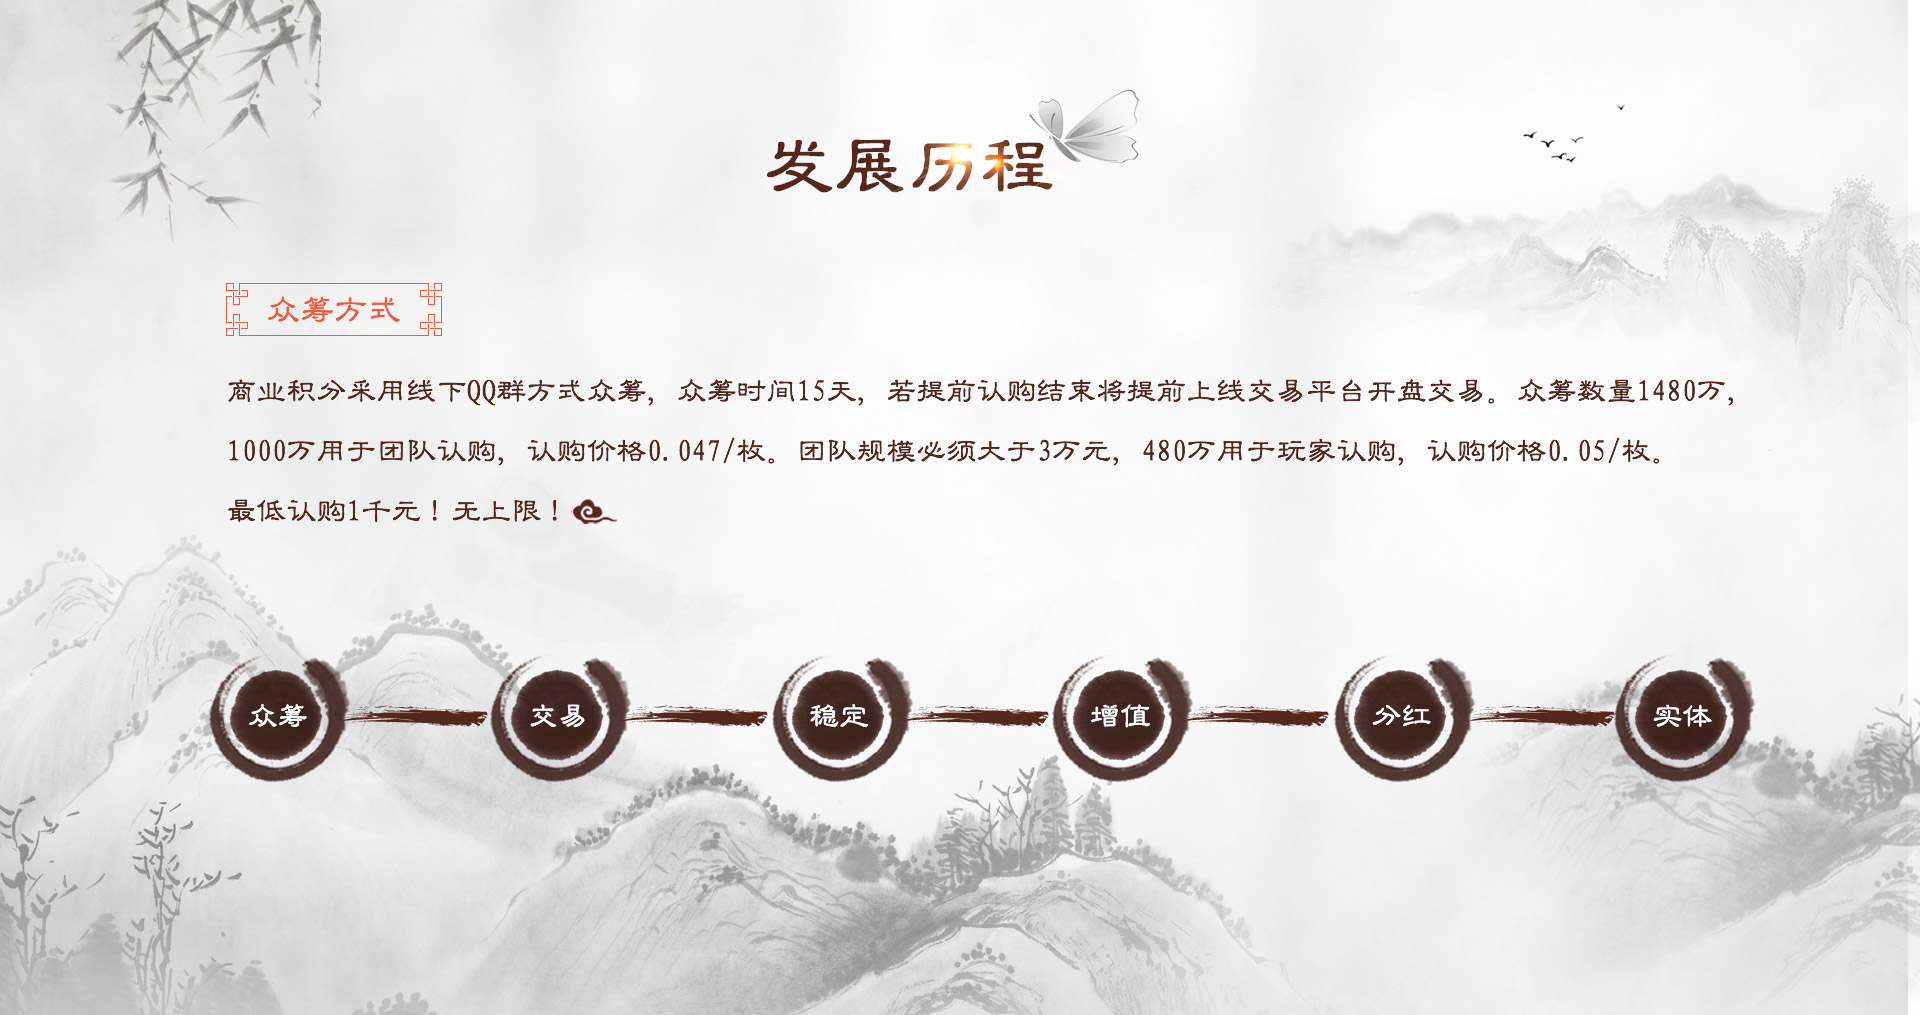 发展历程
众筹方式
商业积分采用线下QQ群方式众筹，众筹时间15天，若提前认购结束将提前上线交易平台开盘交易。众筹数量1480万，
1000万用于团队认购，认购价格0.047/枚。团队规模必须大于3万元，480万用于玩家认购，认购价格0.05/枚。
最低认购1千元！无上限！
众筹 交易 稳定 增值 分红 实体